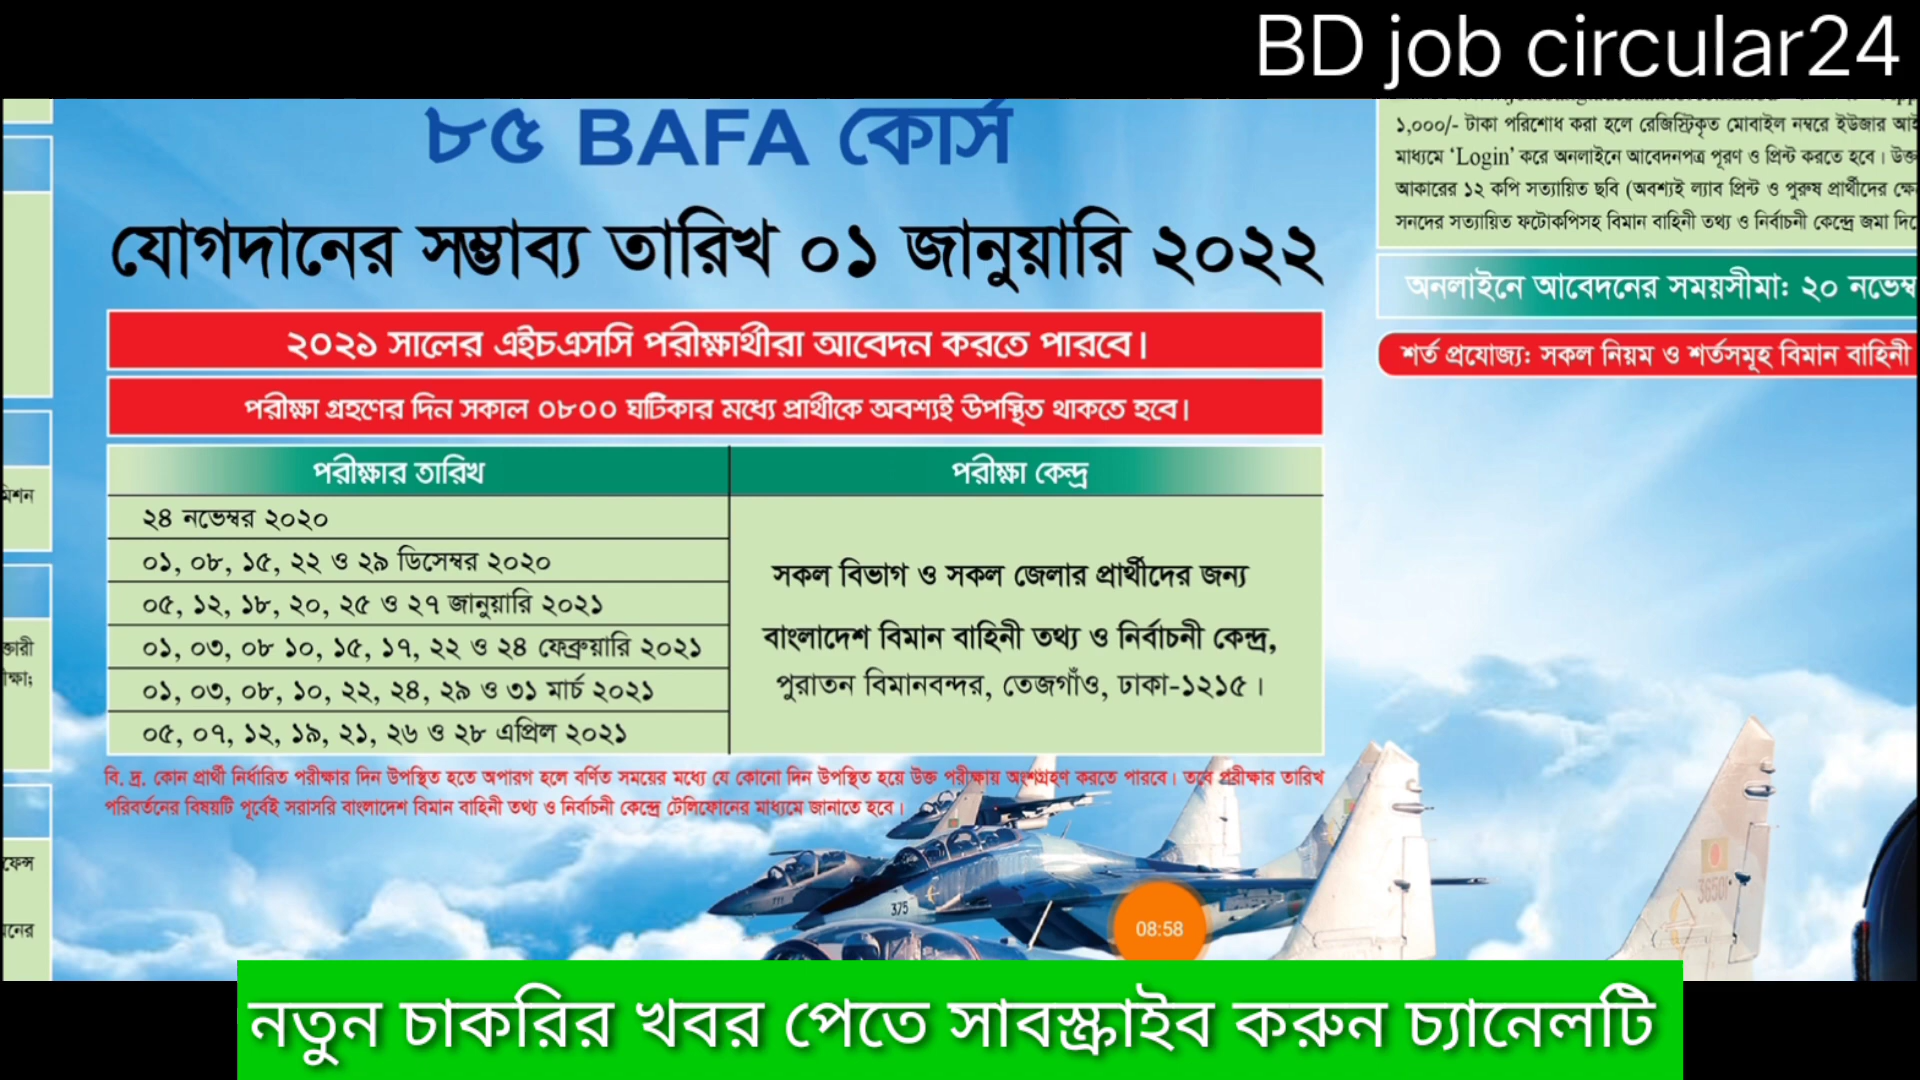 BD job circular24
৮৫ BAFA কোর্স
যোগদানের সম্ভাব্য তারিখ ০১ জানুয়ারি ২০২২
২০২১ সালের এইচএসসি পরীক্ষার্থীরা আবেদন করতে পারবে।
পরীক্ষা গ্রহণের দিন সকাল ০৮০০ ঘটিকার মধ্যে প্রার্থীকে অবশ্যই উপস্থিত থাকতে হবে।
পরীক্ষার তারিখ
পরীক্ষা কেন্দ্র
২৪ নভেম্বর ২০২০
০১, ০৮, ১৫, ২২ ও ২৯ ডিসেম্বর ২০২০
০৫, ১২, ১৮, ২০, ২৫ ও ২৭ জানুয়ারি ২০২১
০১, ০৩, ০৮ ১০, ১৫, ১৭, ২২ ও ২৪ ফেব্রুয়ারি ২০২১
০১, ০৩, ০৮, ১০, ২২, ২৪, ২৯ ও ৩১ মার্চ ২০২১
০৫, ০৭, ১২, ১৯, ২১, ২৬ ও ২৮ এপ্রিল ২০২১
সকল বিভাগ ও সকল জেলার প্রার্থীদের জন্য
বাংলাদেশ বিমান বাহিনী তথ্য ও নির্বাচনী কেন্দ্র,
পুরাতন বিমানবন্দর, তেজগাঁও, ঢাকা-১২১৫।
বি. দ্র. কোন প্রার্থী নির্ধারিত পরীক্ষার দিন উপস্থিত হতে অপারগ হলে বর্ণিত সময়ের মধ্যে যে কোনো দিন উপস্থিত হয়ে উক্ত পরীক্ষায় অংশগ্রহণ করতে পারবে। তবে পরীক্ষার তারিখ
পরিবর্তনের বিষয়টি পূর্বেই সরাসরি বাংলাদেশ বিমান বাহিনী তথ্য ও নির্বাচনী কেন্দ্রে টেলিফোনের মাধ্যমে জানাতে হবে।
১,০০০/- টাকা পরিশোধ করা হলে রেজিস্ট্রিকৃত মোবাইল নম্বরে ইউজার আই
মাধ্যমে ‘Login’ করে অনলাইনে আবেদনপত্র পূরণ ও প্রিন্ট করতে হবে। উক্ত
আকারের ১২ কপি সত্যায়িত ছবি (অবশ্যই ল্যাব প্রিন্ট ও পুরুষ প্রার্থীদের ক্ষে
সনদের সত্যায়িত ফটোকপিসহ বিমান বাহিনী তথ্য ও নির্বাচনী কেন্দ্রে জমা দিতে
অনলাইনে আবেদনের সময়সীমা: ২০ নভেম্ব
শর্ত প্রযোজ্য: সকল নিয়ম ও শর্তসমূহ বিমান বাহিনী
375
08:58
নতুন চাকরির খবর পেতে সাবস্ক্রাইব করুন চ্যানেলটি